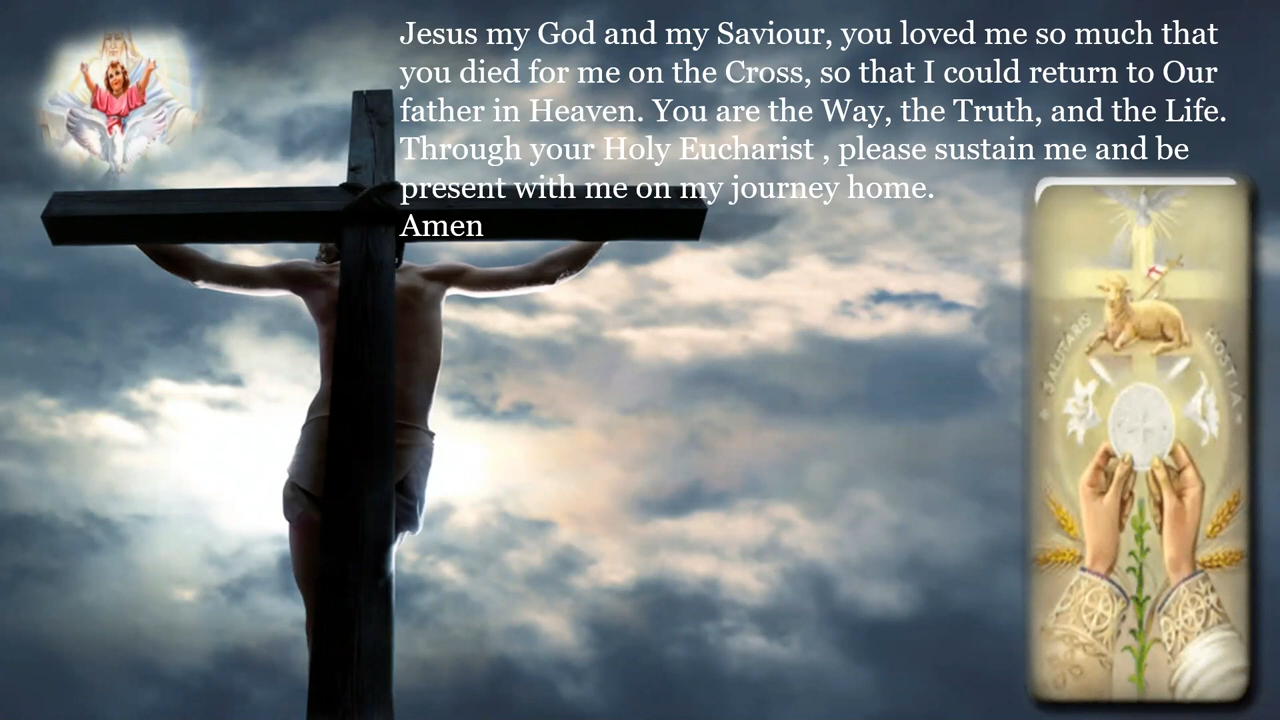 Jesus my God and my Saviour, you loved me so much that
you died for me on the Cross, so that I could return to Our
father in Heaven. You are the Way, the Truth, and the Life.
Through your Holy Eucharist , please sustain me and be
present with me on my journey home.
Amen
SALUTARIS HOSTIA